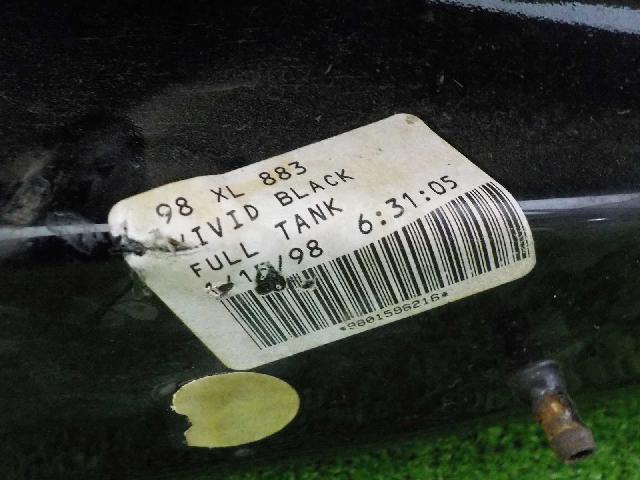 98 XL 883
VIVID BLACK
FULL TANK
6:31:05
*9801596216*